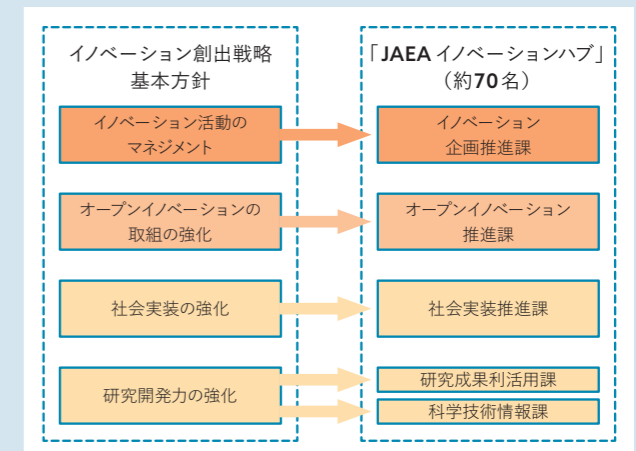 イノベーション創出戦略
基本方針
イノベーション活動の
マネジメント
オープンイノベーションの
取組の強化
社会実装の強化
研究開発力の強化
「JAEAイノベーションハブ」
（約70名）
イノベーション
企画推進課
オープンイノベーション
推進課
社会実装推進課
研究成果利活用課
科学技術情報課